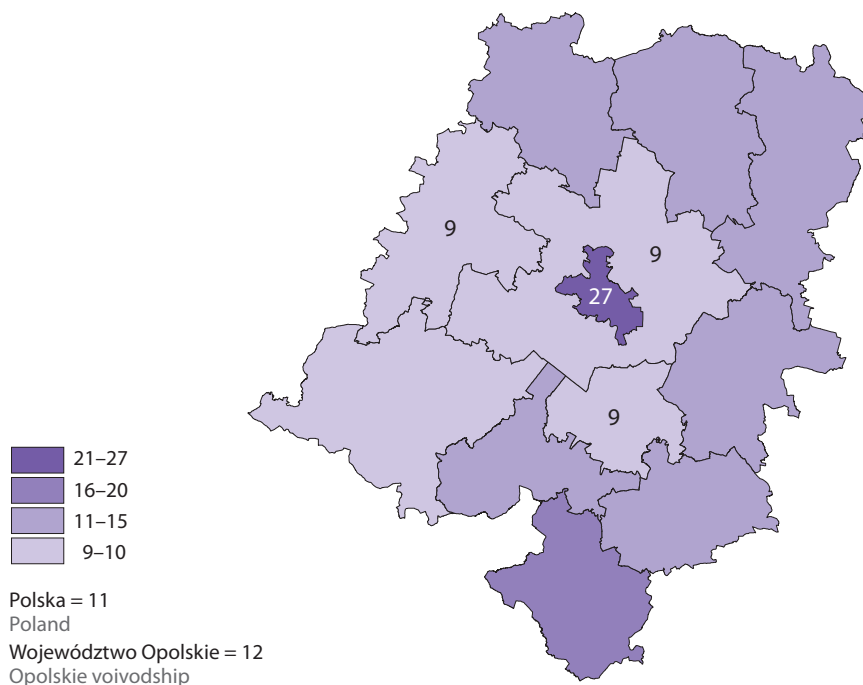 9
9
27
9
21–27
16–20
11–15
9–10
Polska = 11
Poland
Województwo Opolskie = 12
Opolskie voivodship